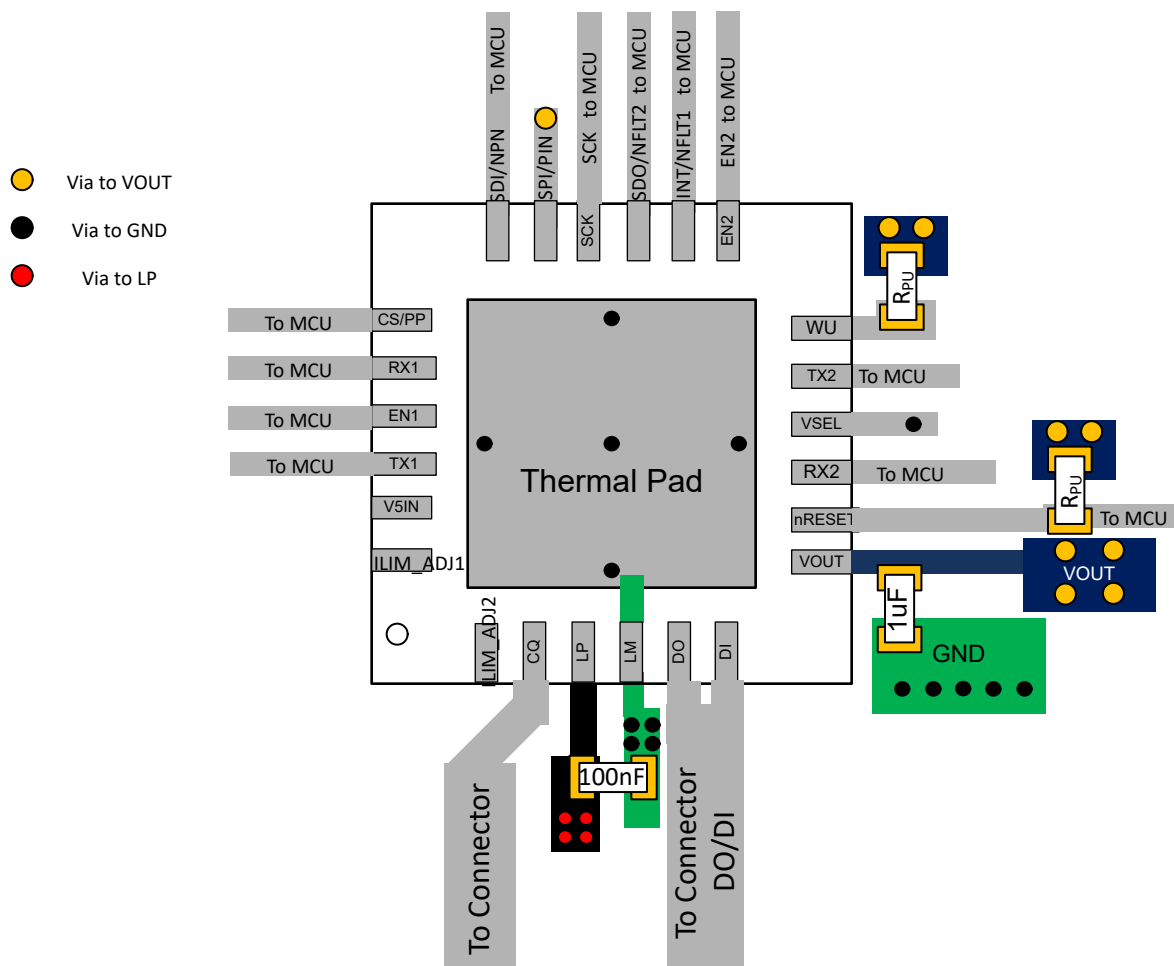 SDI/NPN To MCU
SPI/PIN
SCK to MCU
SDO/NFLT2 to MCU
INT/NFLT1 to MCU
EN2 to MCU
SCK
EN2
Via to VOUT
Via to GND
Via to LP
To MCU
CS/PP
To MCU
RX1
To MCU
EN1
To MCU
TX1
V5IN
ILIM_ADJ1
Thermal Pad
WU
RPU
TX2
To MCU
VSEL
RX2
To MCU
nRESET
RPU
To MCU
VOUT
VOUT
1uF
GND
ILIM_ADJ2
CQ
LP
LM
DO
DI
100nF
To Connector
To Connector
DO/DI